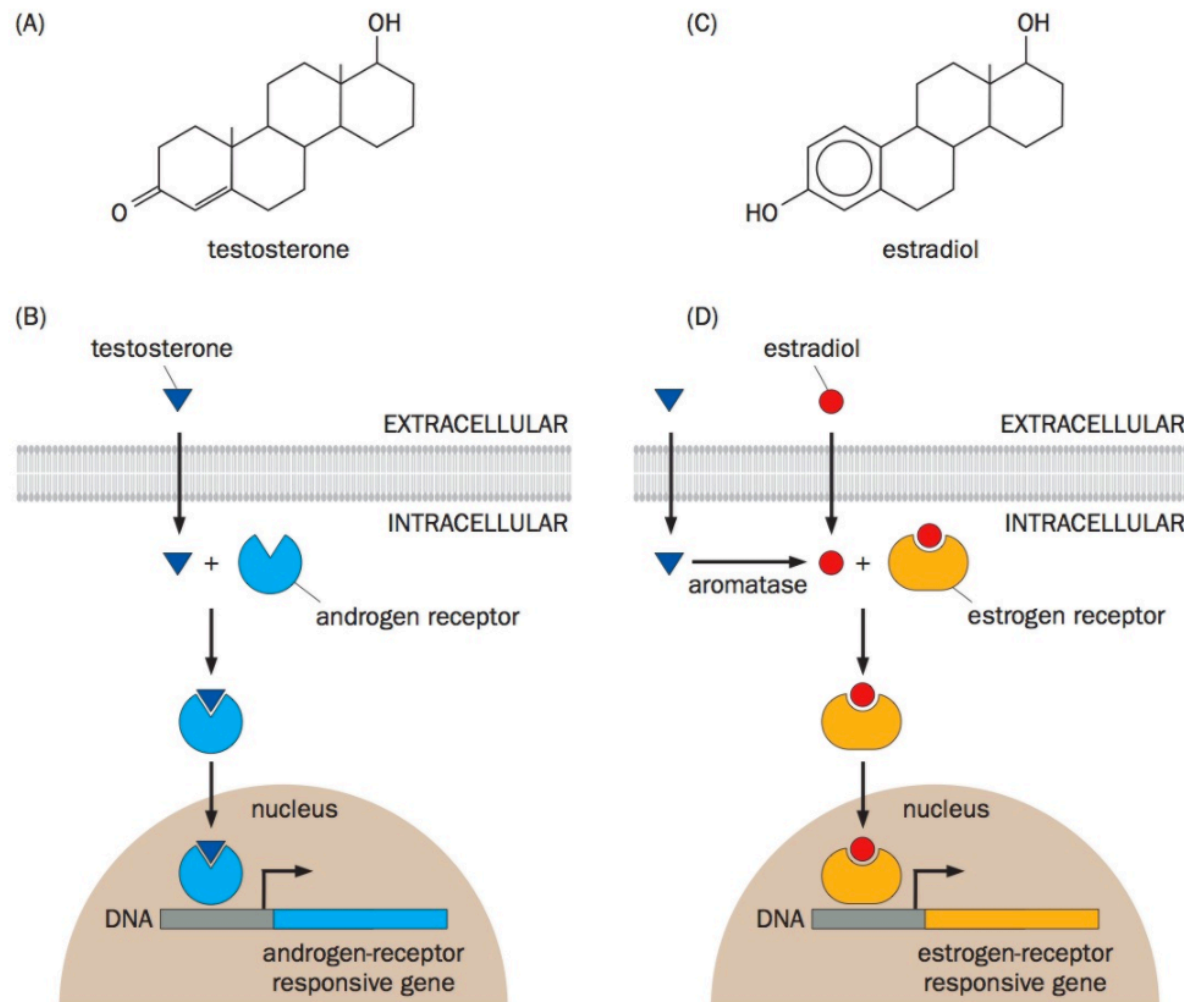 (A)
OH
O
testosterone
(C)
OH
HO
estradiol
(B)
testosterone
EXTRACELLULAR
INTRACELLULAR
+
androgen receptor
nucleus
DNA
androgen-receptor
responsive gene
(D)
estradiol
EXTRACELLULAR
INTRACELLULAR
aromatase
+
estrogen receptor
nucleus
DNA
estrogen-receptor
responsive gene